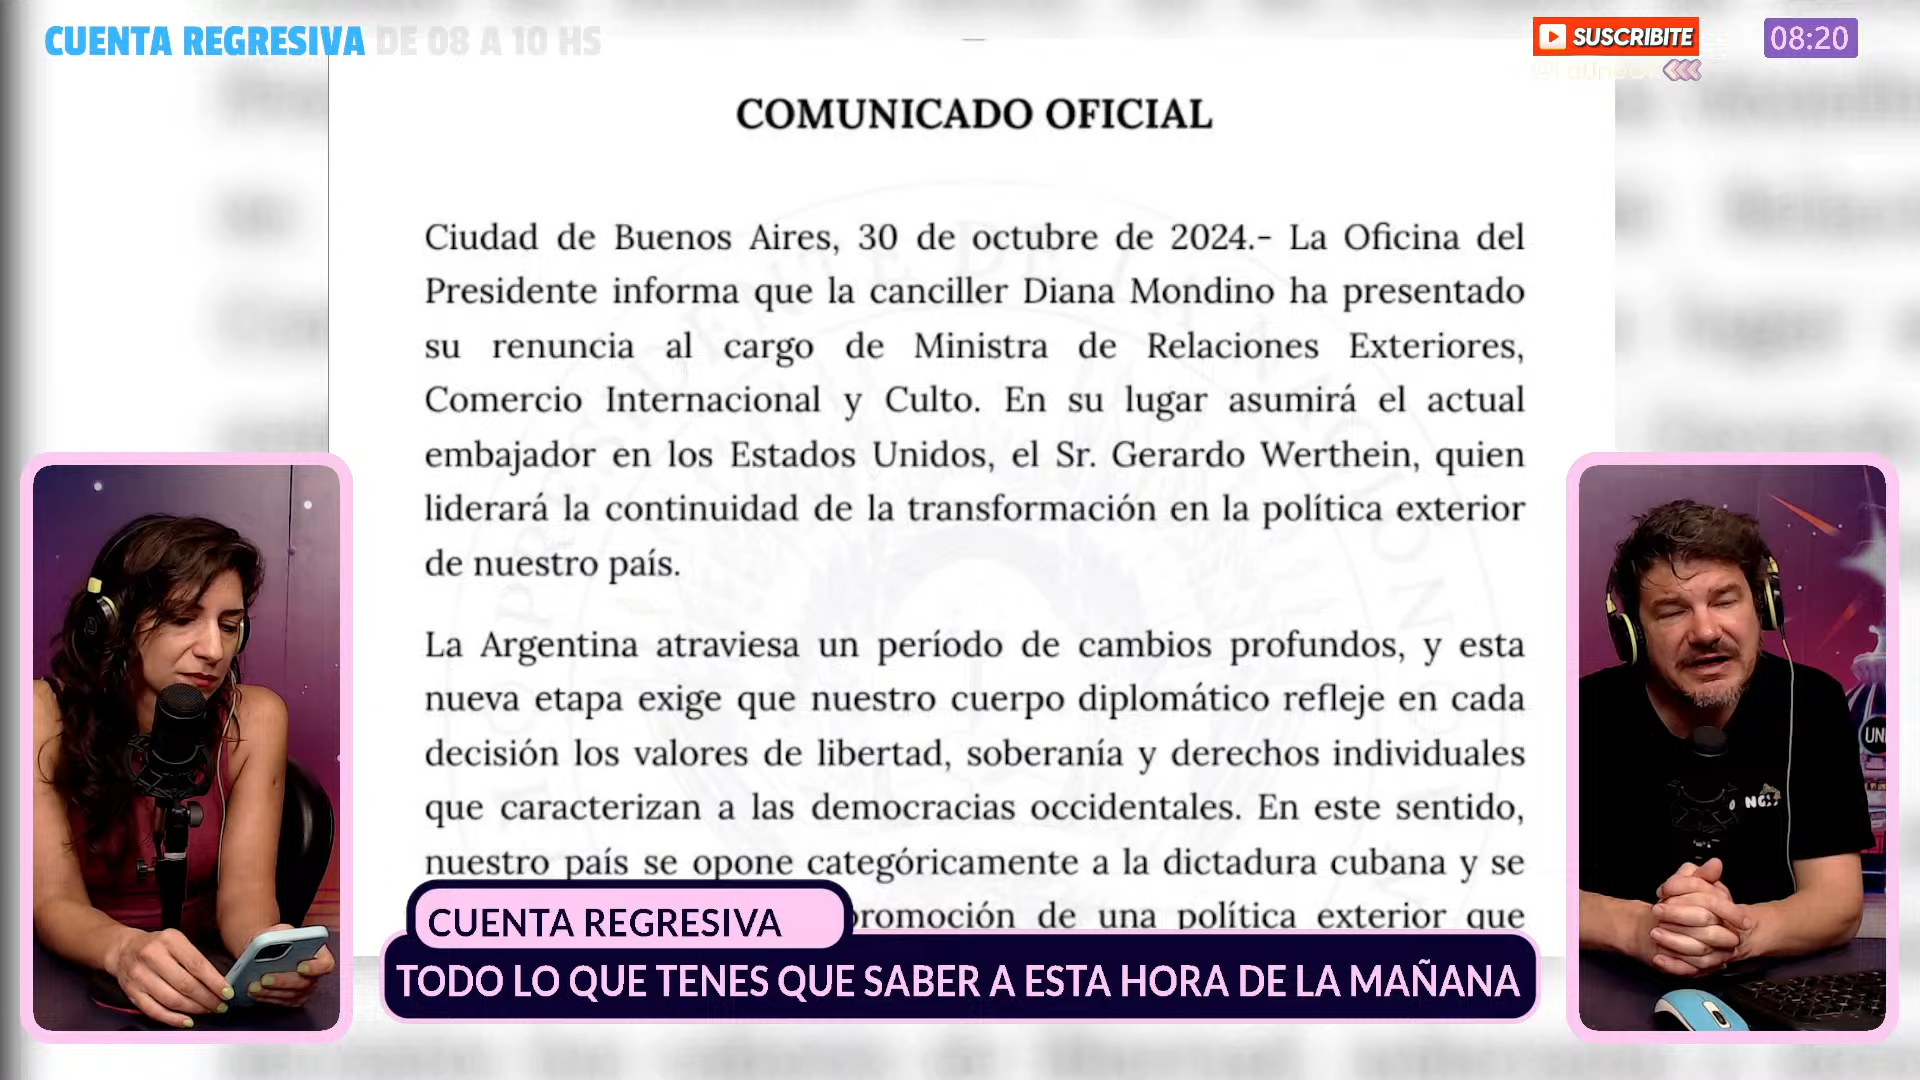 CUENTA REGRESIVA DE 08 A 10 HS
SUSCRIBITE
08:20
COMUNICADO OFICIAL
Ciudad de Buenos Aires, 30 de octubre de 2024.- La Oficina del
Presidente informa que la canciller Diana Mondino ha presentado
su renuncia al cargo de Ministra de Relaciones Exteriores,
Comercio Internacional y Culto. En su lugar asumirá el actual
embajador en los Estados Unidos, el Sr. Gerardo Werthein, quien
liderará la continuidad de la transformación en la política exterior
de nuestro país.
La Argentina atraviesa un período de cambios profundos, y esta
nueva etapa exige que nuestro cuerpo diplomático refleje en cada
decisión los valores de libertad, soberanía y derechos individuales
que caracterizan a las democracias occidentales. En este sentido,
nuestro país se opone categóricamente a la dictadura cubana y se
promoción de una política exterior que
CUENTA REGRESIVA
TODO LO QUE TENES QUE SABER A ESTA HORA DE LA MAÑANA